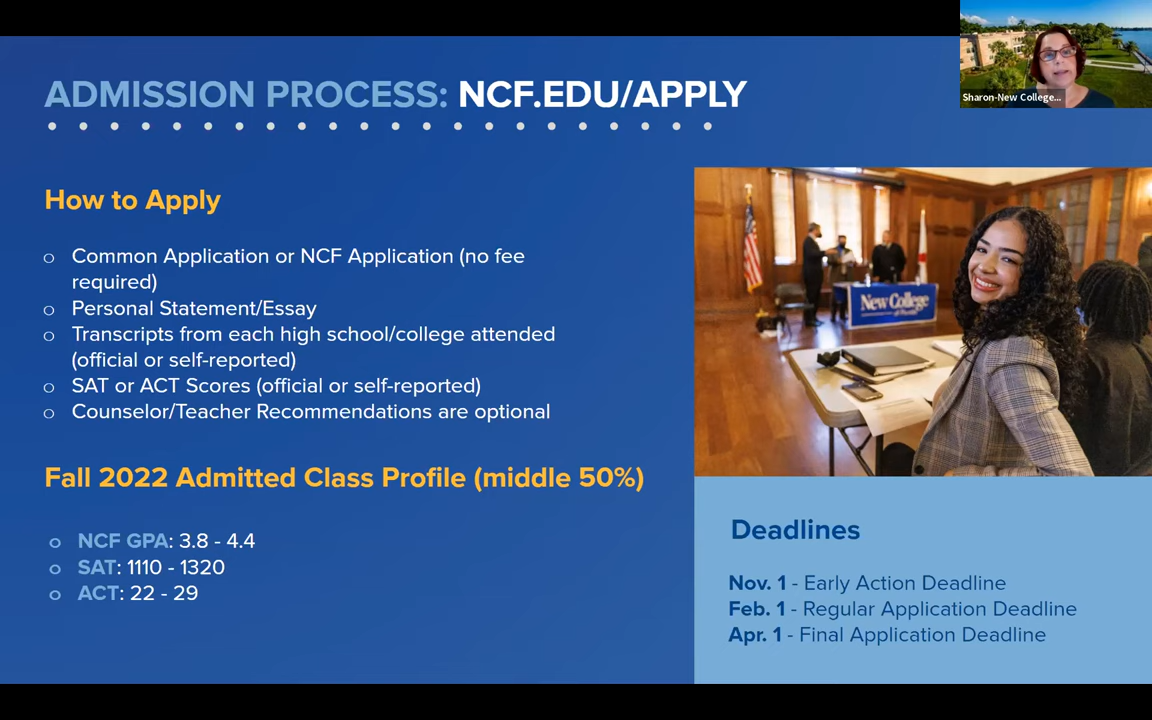 Sharon-New College...
ADMISSION PROCESS: NCF.EDU/APPLY
How to Apply
o Common Application or NCF Application (no fee
required)
o Personal Statement/Essay
o Transcripts from each high school/college attended
(official or self-reported)
o SAT or ACT Scores (official or self-reported)
o Counselor/Teacher Recommendations are optional
Fall 2022 Admitted Class Profile (middle 50%)
o NCF GPA: 3.8 - 4.4
o SAT: 1110 - 1320
o ACT: 22 - 29
New College
of Florida
Deadlines
Nov. 1 - Early Action Deadline
Feb. 1 - Regular Application Deadline
Apr. 1 - Final Application Deadline